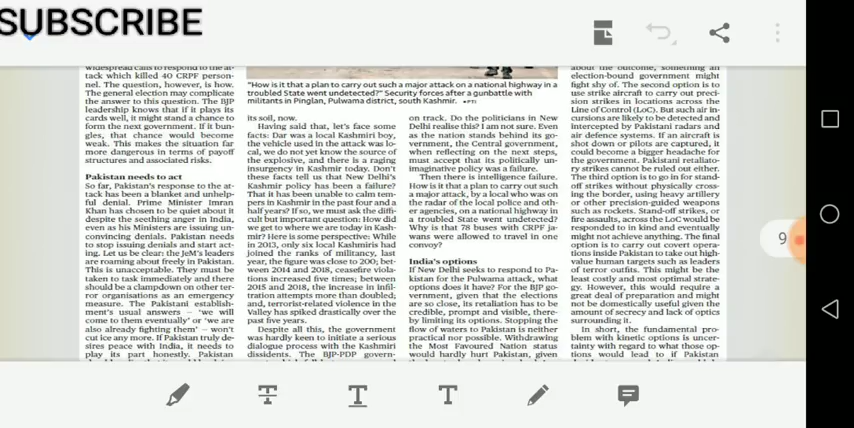 SUBSCRIBE
widespread calls to respond to the at-
tack which killed 40 CRPF person-
nel. The question, however, is how.
The general election may complicate
the answer to this question. The BJP
leadership knows that if it plays its
cards well, it might stand a chance to
form the next government. If it bun-
gles, that chance would become
weak. This makes the situation far
more dangerous in terms of payoff
structures and associated risks.
Pakistan needs to act
So far, Pakistan's response to the at-
tack has been a blanket and unhelp-
ful denial. Prime Minister Imran
Khan has chosen to be quiet about it
despite the seething anger in India,
even as his Ministers are issuing un-
convincing denials. Pakistan needs
to stop issuing denials and start act-
ing. Let us be clear: the JeM's leaders
are roaming about freely in Pakistan.
This is unacceptable. They must be
taken to task immediately and there
should be a clampdown on other ter-
ror organisations as an emergency
measure. The Pakistani establish-
ment's usual answers – 'we will
come to them eventually' or 'we are
also already fighting them' – won't
cut ice any more. If Pakistan truly de-
sires peace with India, it needs to
play its part honestly. Pakistan
"How is it that a plan to carry out such a major attack on a national highway in a
troubled State went undetected?" Security forces after a gunbattle with
militants in Pinglan, Pulwama district, south Kashmir. •PTI
its soil, now.
Having said that, let's face some
facts: Dar was a local Kashmiri boy,
the vehicle used in the attack was lo-
cal, we do not yet know the source of
the explosive, and there is a raging
insurgency in Kashmir today. Don't
these facts tell us that New Delhi's
Kashmir policy has been a failure?
That it has been unable to calm tem-
pers in Kashmir in the past four and a
half years? If so, we must ask the diffi-
cult but important question: How did
we get to where we are today in Kash-
mir? Here is some perspective: While
in 2013, only six local Kashmiris had
joined the ranks of militancy, last
year, the figure was close to 200; bet-
ween 2014 and 2018, ceasefire viola-
tions increased five times; between
2015 and 2018, the increase in infil-
tration attempts more than doubled;
and, terrorist-related violence in the
Valley has spiked drastically over the
past five years.
Despite all this, the government
was hardly keen to initiate a serious
dialogue process with the Kashmiri
dissidents. The BJP-PDP govern-
on track. Do the politicians in New
Delhi realise this? I am not sure. Even
as the nation stands behind its go-
vernment, the Central government,
when reflecting on the next steps,
must accept that its politically un-
imaginative policy was a failure.
Then there is intelligence failure.
How is it that a plan to carry out such
a major attack, by a local who was on
the radar of the local police and oth-
er agencies, on a national highway in
a troubled State went undetected?
Why is it that 78 buses with CRPF ja-
wans were allowed to travel in one
convoy?
India's options
If New Delhi seeks to respond to Pa-
kistan for the Pulwama attack, what
options does it have? For the BJP go-
vernment, given that the elections
are so close, its retaliation has to be
credible, prompt and visible, there-
by limiting its options. Stopping the
flow of waters to Pakistan is neither
practical nor possible. Withdrawing
the Most Favoured Nation status
would hardly hurt Pakistan, given
about the outcome, something an
election-bound government might
fight shy of. The second option is to
use strike aircraft to carry out preci-
sion strikes in locations across the
Line of Control (LoC). But such air in-
cursions are likely to be detected and
intercepted by Pakistani radars and
air defence systems. If an aircraft is
shot down or pilots are captured, it
could become a bigger headache for
the government. Pakistani retaliato-
ry strikes cannot be ruled out either.
The third option is to go in for stand-
off strikes without physically cross-
ing the border, using heavy artillery
or other precision-guided weapons
such as rockets. Stand-off strikes, or
fire assaults, across the LoC would be
responded to in kind and eventually
might not achieve anything. The final
option is to carry out covert opera-
tions inside Pakistan to take out high-
value human targets such as leaders
of terror outfits. This might be the
least costly and most optimal strate-
gy. However, this would require a
great deal of preparation and might
not be domestically useful given the
amount of secrecy and lack of optics
surrounding it.
In short, the fundamental pro-
blem with kinetic options is uncer-
tainty with regard to what those op-
tions would lead to if Pakistan
9